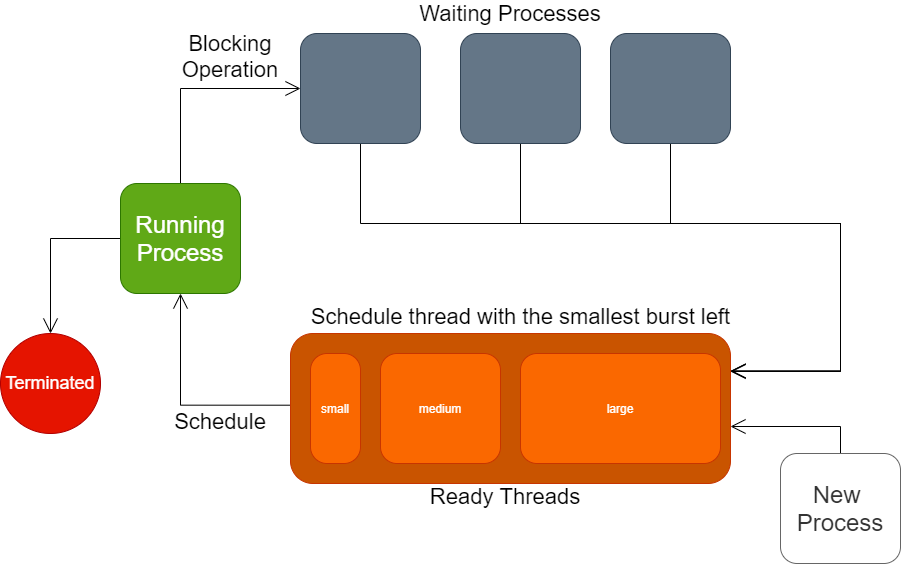 Waiting Processes
Blocking
Operation
Running
Process
Schedule thread with the smallest burst left
Terminated
small
medium
large
Schedule
Ready Threads
New
Process